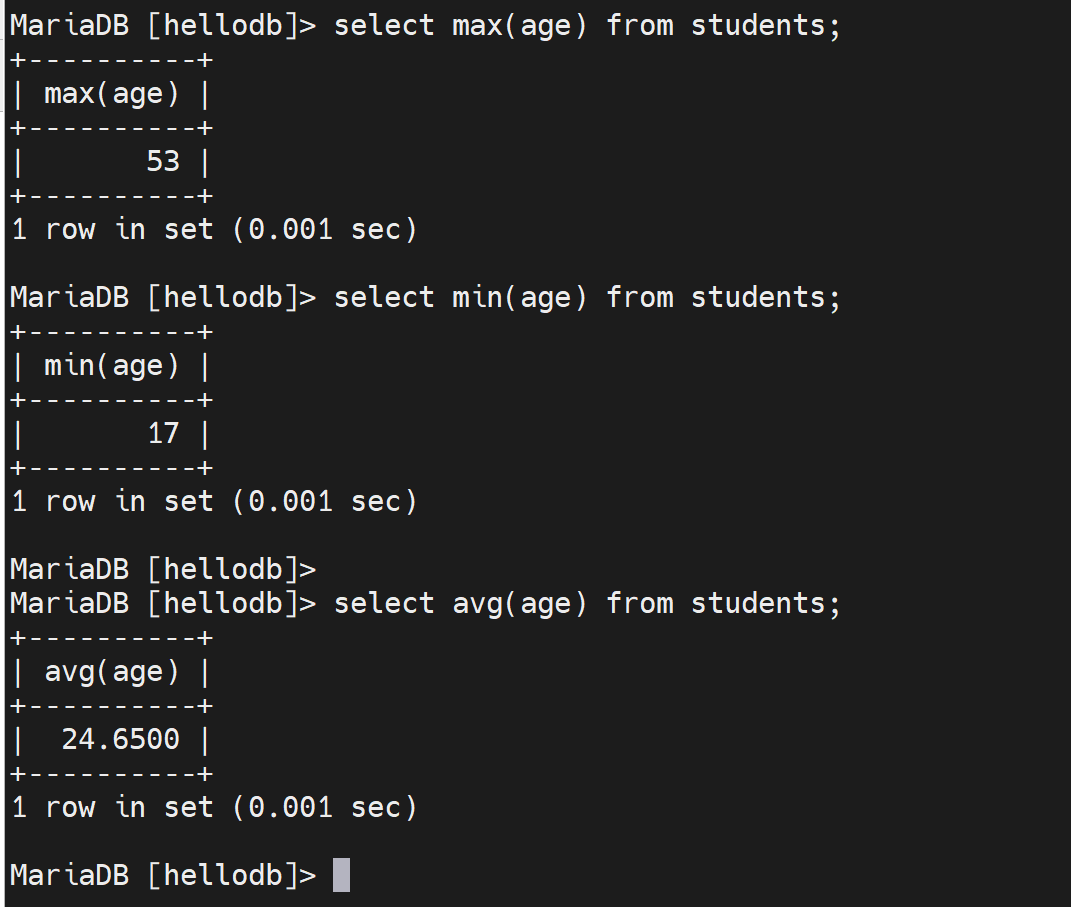 MariaDB [hellodb]> select max(age) from students;
+----------+
| max(age) |
+----------+
|       53 |
+----------+
1 row in set (0.001 sec)

MariaDB [hellodb]> select min(age) from students;
+----------+
| min(age) |
+----------+
|       17 |
+----------+
1 row in set (0.001 sec)

MariaDB [hellodb]>
MariaDB [hellodb]> select avg(age) from students;
+----------+
| avg(age) |
+----------+
|  24.6500 |
+----------+
1 row in set (0.001 sec)

MariaDB [hellodb]>